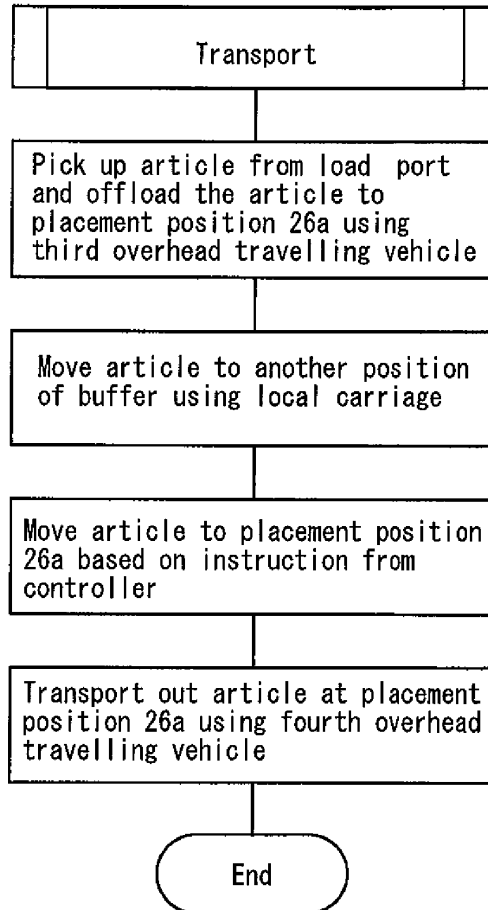 Transport
Pick up article from load port
and offload the article to
placement position 26a using
third overhead travelling vehicle
Move article to another position
of buffer using local carriage
Move article to placement position
26a based on instruction from
controller
Transport out article at placement
position 26a using fourth overhead
travelling vehicle
End